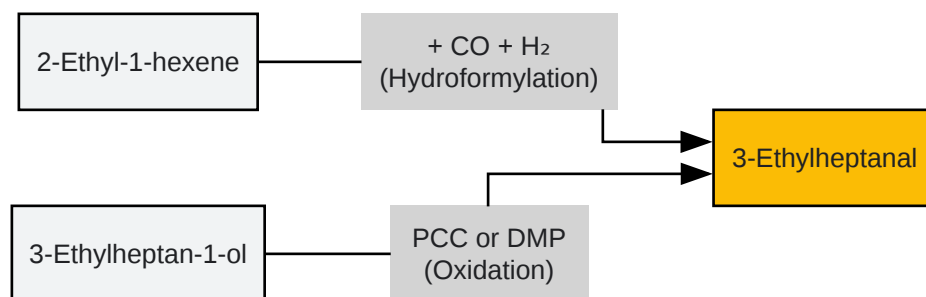 2-Ethyl-1-hexene
+ CO + H₂
(Hydroformylation)
3-Ethylheptanal
3-Ethylheptan-1-ol
PCC or DMP
(Oxidation)